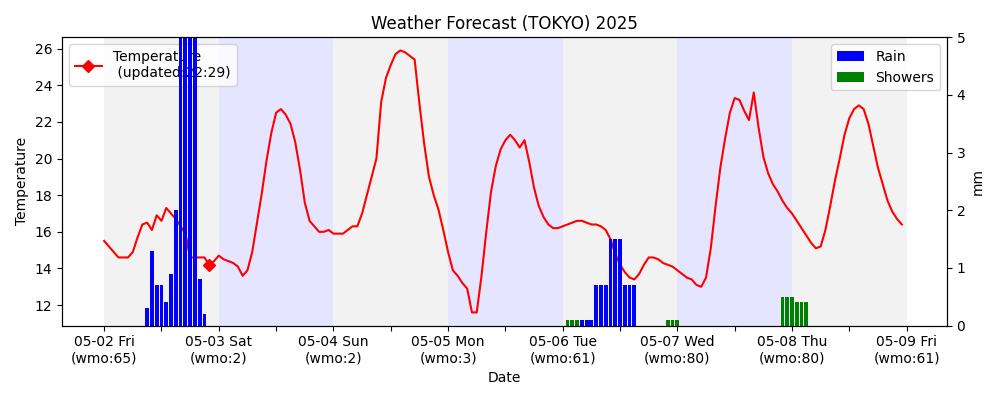 Weather Forecast (TOKYO) 2025
Temperature
(updated 22:29)
Rain
Showers
26
24
22
20
18
16
14
12
Temperature
5
4
3
2
1
0
mm
05-02 Fri
(wmo:65)
05-03 Sat
(wmo:2)
05-04 Sun
(wmo:2)
05-05 Mon
(wmo:3)
05-06 Tue
(wmo:61)
05-07 Wed
(wmo:80)
05-08 Thu
(wmo:80)
05-09 Fri
(wmo:61)
Date